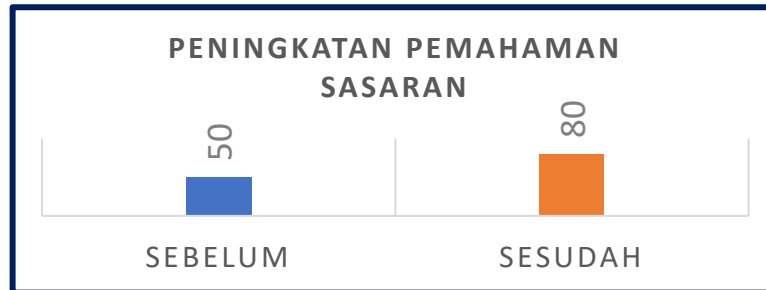 PENINGKATAN PEMAHAMAN
SASARAN
50
80
SEBELUM
SESUDAH